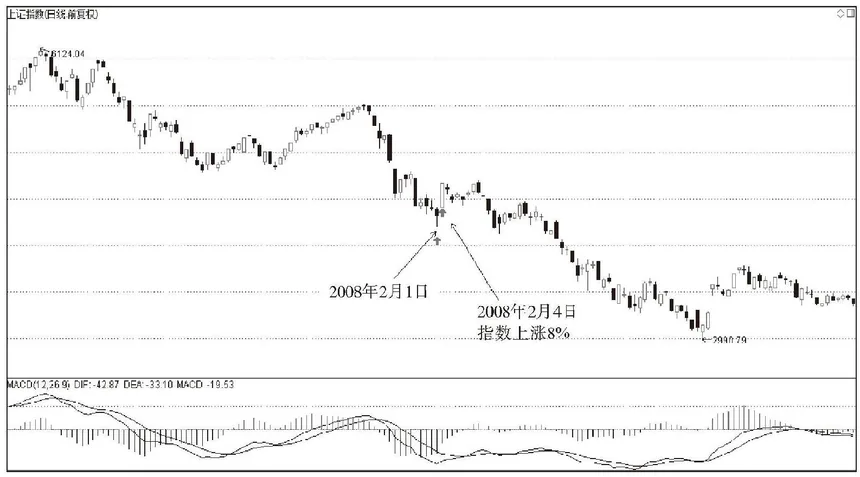 上证指数(日线.前复权)
6124.04
2008年2月1日
2008年2月4日
指数上涨8%
2990.79
MACD(12,26,9) DIF:-42.87 DEA:-33.10 MACD:-19.53